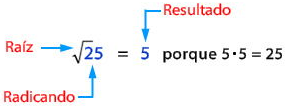 Resultado
Raíz
√25 = 5 porque 5·5 = 25
Radicando